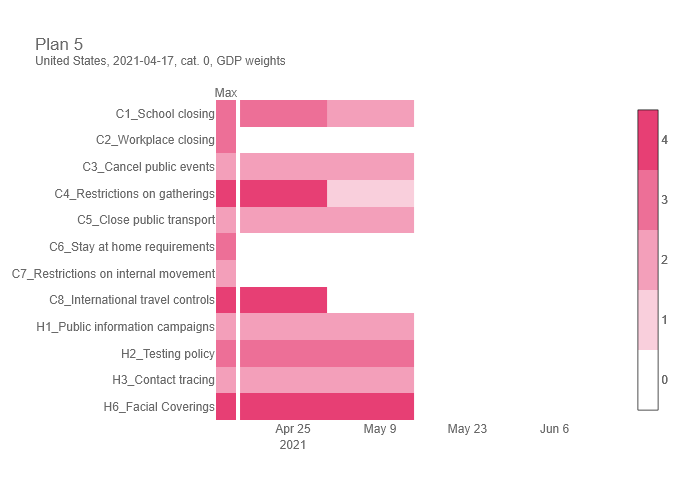 Plan 5
United States, 2021-04-17, cat. 0, GDP weights
Max
C1_School closing
C2_Workplace closing
C3_Cancel public events
C4_Restrictions on gatherings
C5_Close public transport
C6_Stay at home requirements
C7_Restrictions on internal movement
C8_International travel controls
H1_Public information campaigns
H2_Testing policy
H3_Contact tracing
H6_Facial Coverings
Apr 25 May 9 May 23 Jun 6
2021
4
3
2
1
0